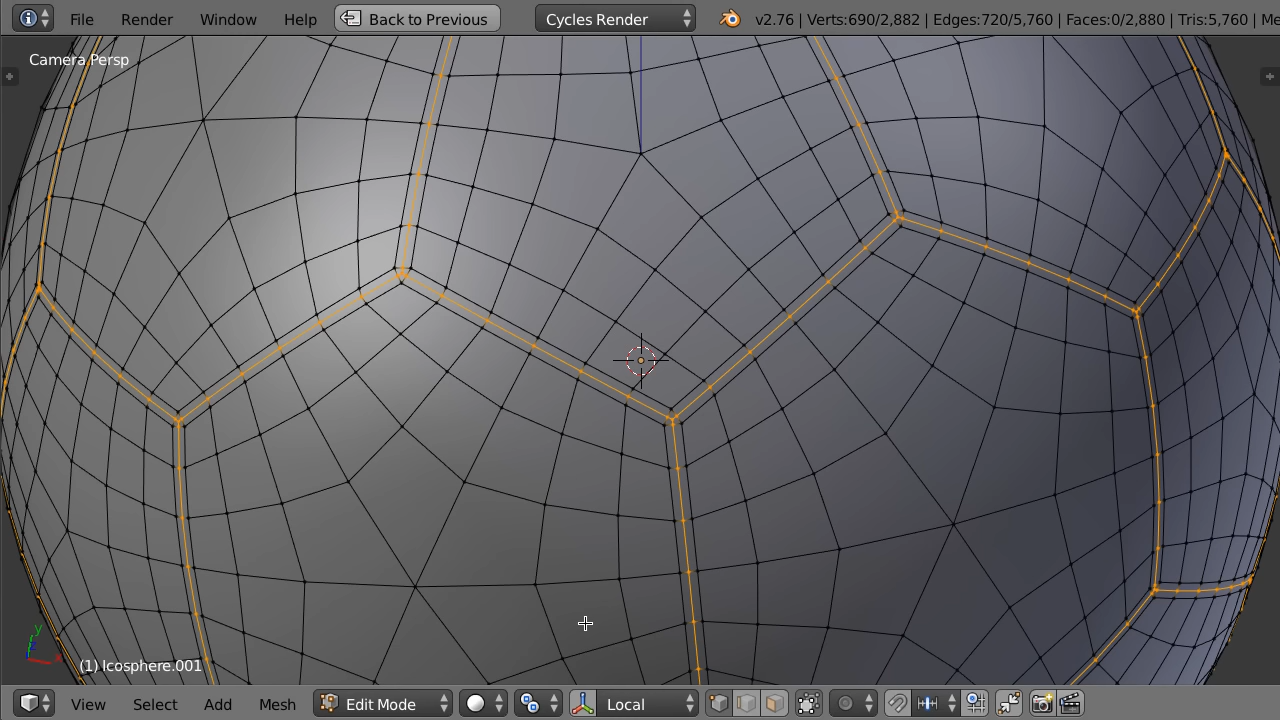 File Render Window Help Back to Previous Cycles Render v2.76 | Verts:690/2,882 | Edges:720/5,760 | Faces:0/2,880 | Tris:5,760 | Me
Camera Persp
y
z
x
(1) Icosphere.001
View Select Add Mesh Edit Mode Local